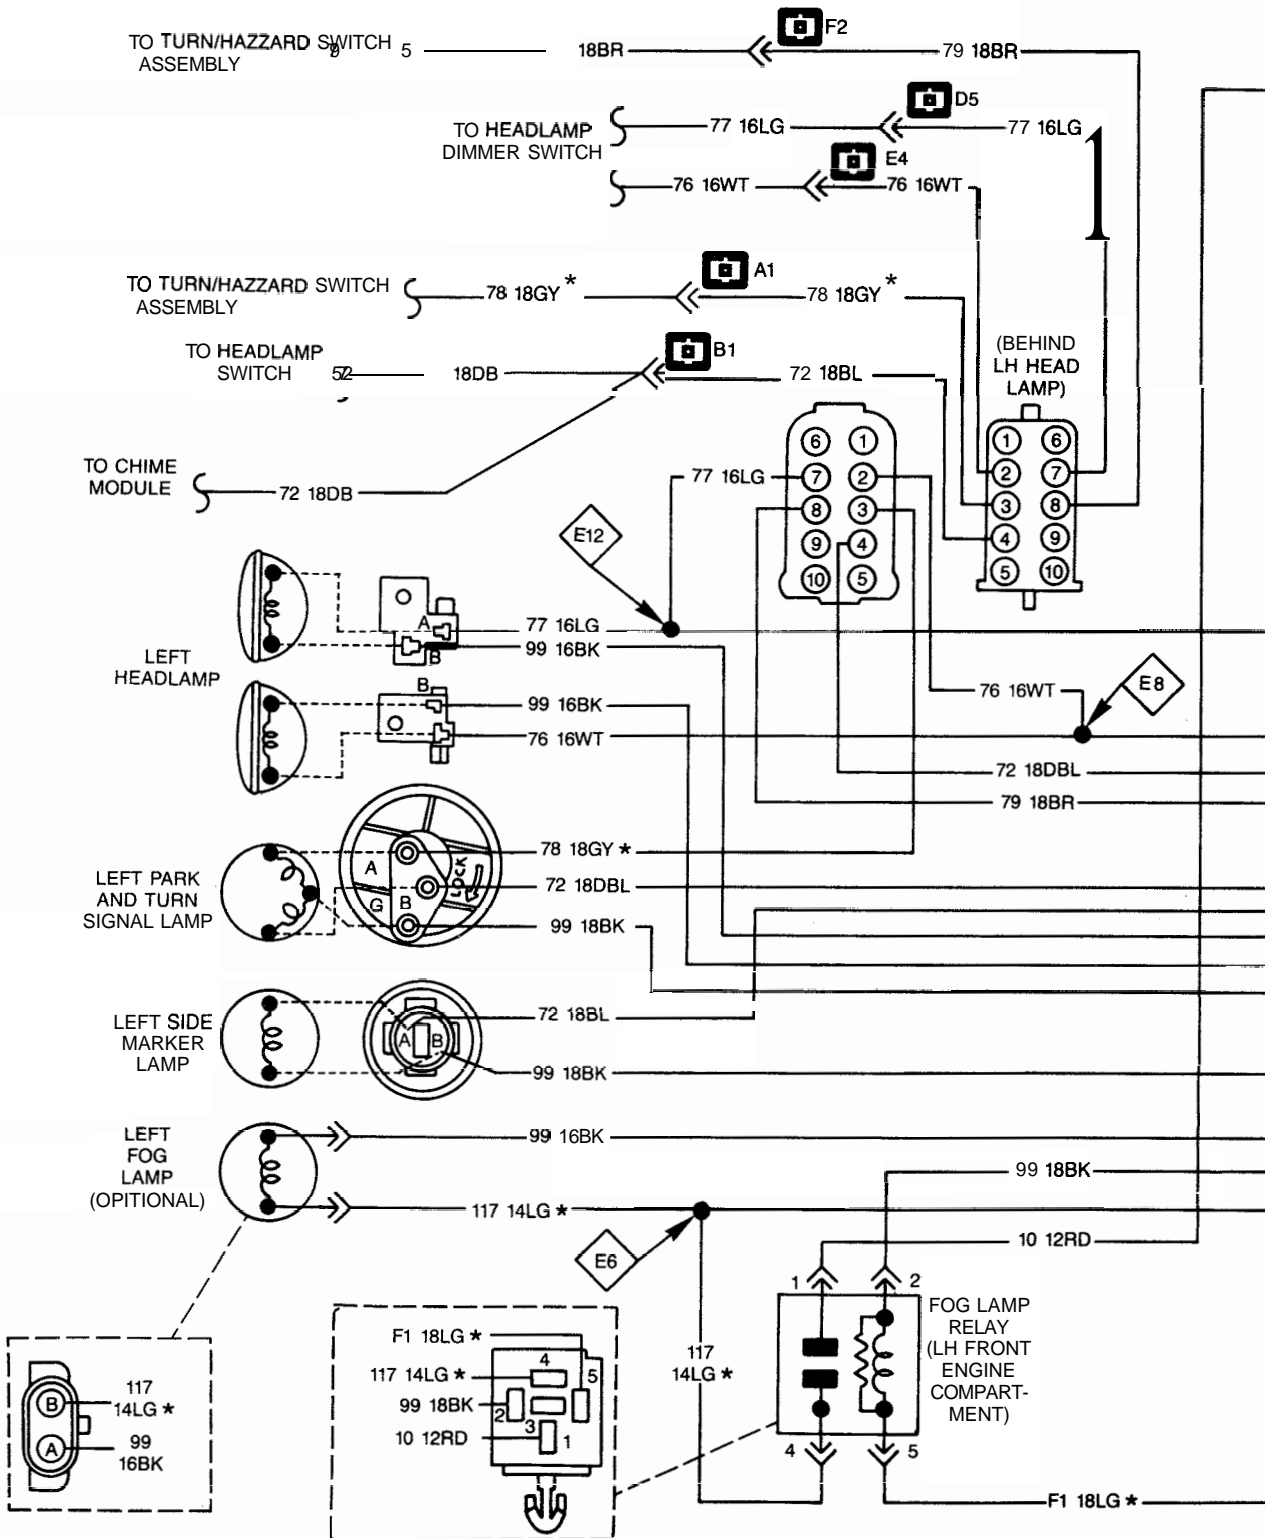 TO TURN/HAZZARD SWITCH
ASSEMBLY
9 5
18BR
F2
79 18BR
TO HEADLAMP
DIMMER SWITCH
77 16LG
D5
77 16LG
76 16WT
E4
76 16WT
TO TURN/HAZZARD SWITCH
ASSEMBLY
78 18GY *
A1
78 18GY *
TO HEADLAMP
SWITCH
18DB
B1
72 18BL
(BEHIND
LH HEAD
LAMP)
TO CHIME
MODULE
72 18DB
77 16LG
6 1
7 2
8 3
9 4
10 5
1 6
2 7
3 8
4 9
5 10
E12
LEFT
HEADLAMP
A
B
77 16LG
99 16BK
B
99 16BK
76 16WT
76 16WT
E8
72 18DBL
79 18BR
LEFT PARK
AND TURN
SIGNAL LAMP
A
G B
LOCK
78 18GY *
72 18DBL
99 18BK
LEFT SIDE
MARKER
LAMP
A B
72 18BL
99 18BK
LEFT
FOG
LAMP
(OPITIONAL)
99 16BK
117 14LG *
E6
99 18BK
10 12RD
1 2
4 5
FOG LAMP
RELAY
(LH FRONT
ENGINE
COMPART-
MENT)
117
14LG *
F1 18LG *
B
117
14LG *
A
99
16BK
F1 18LG *
117 14LG *
99 18BK
10 12RD
4
5
2
3
1